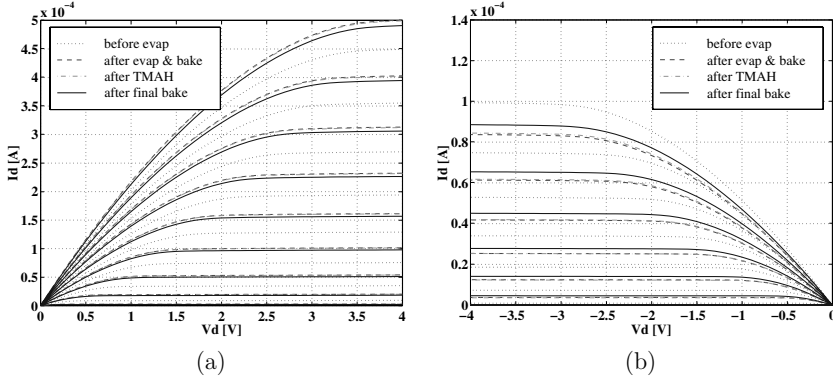 x 10⁻⁴
5
4.5
4
3.5
3
2.5
2
1.5
1
0.5
0
Id [A]
before evap
after evap & bake
after TMAH
after final bake
0 0.5 1 1.5 2 2.5 3 3.5 4
Vd [V]
(a)
x 10⁻⁴
1.4
1.2
1
0.8
0.6
0.4
0.2
0
Id [A]
before evap
after evap & bake
after TMAH
after final bake
−4 −3.5 −3 −2.5 −2 −1.5 −1 −0.5 0
Vd [V]
(b)